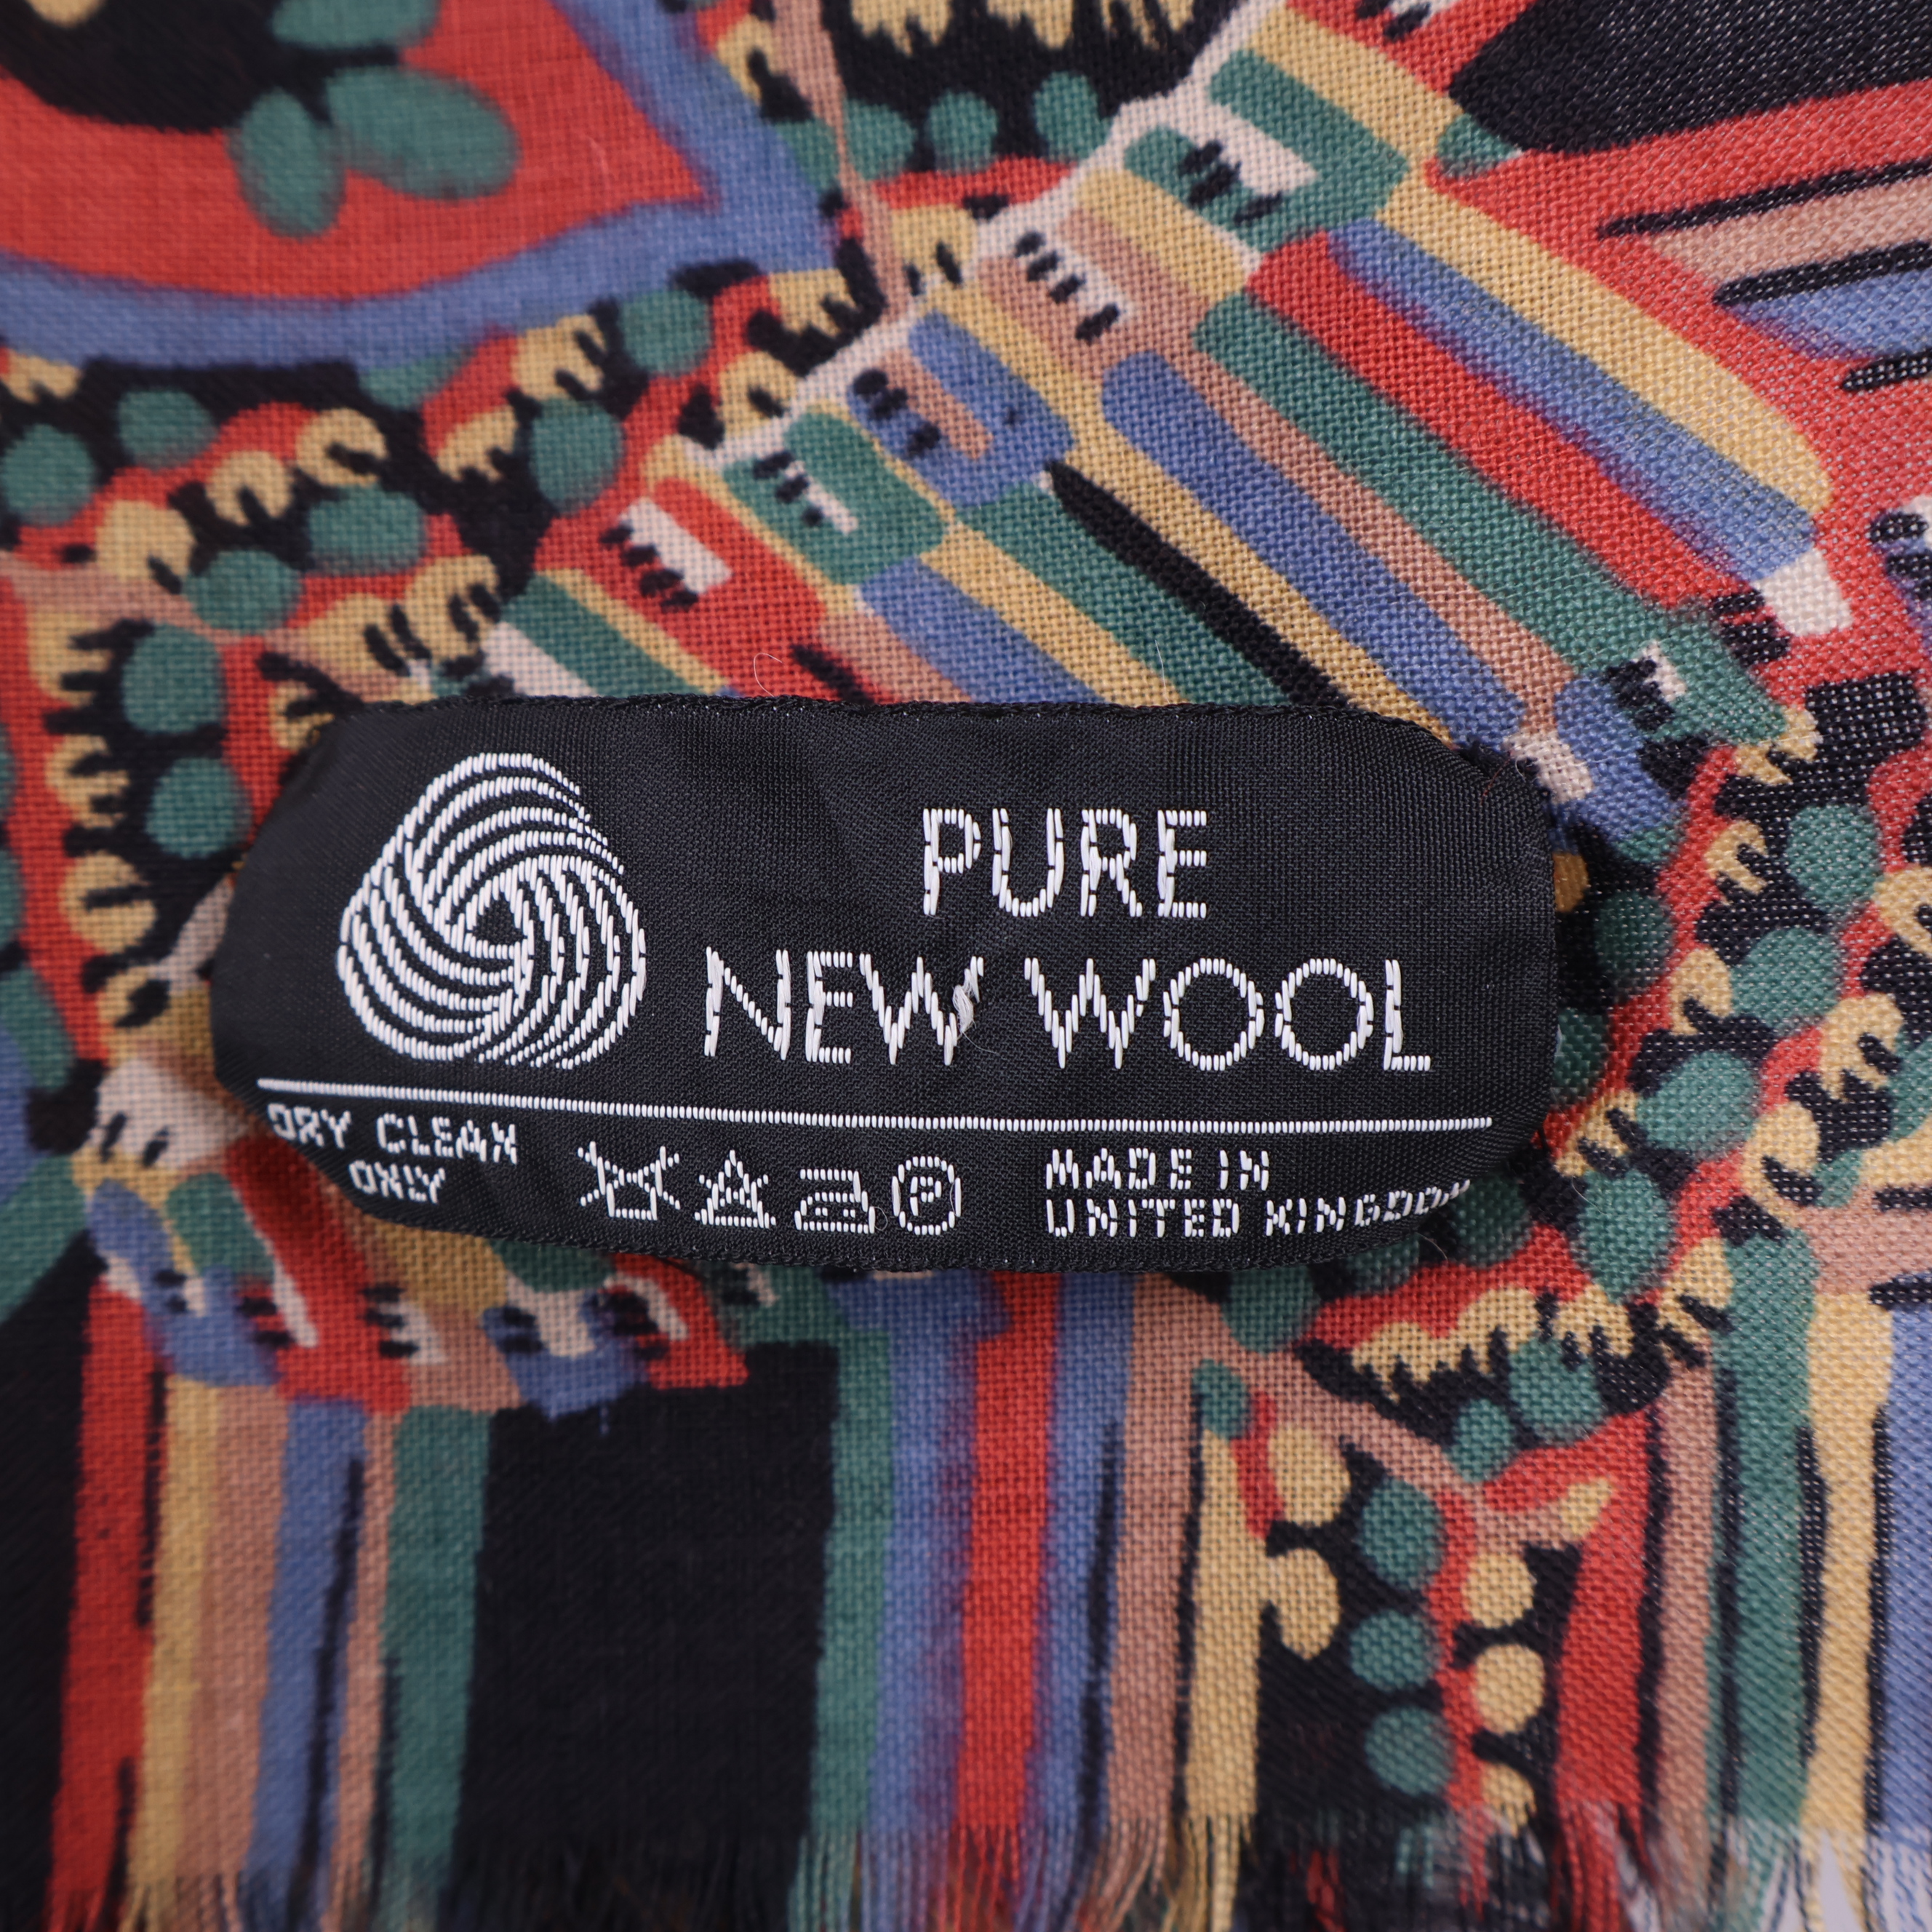 PURE
NEW WOOL
DRY CLEAN
ONLY
P
MADE IN
UNITED KINGDOM